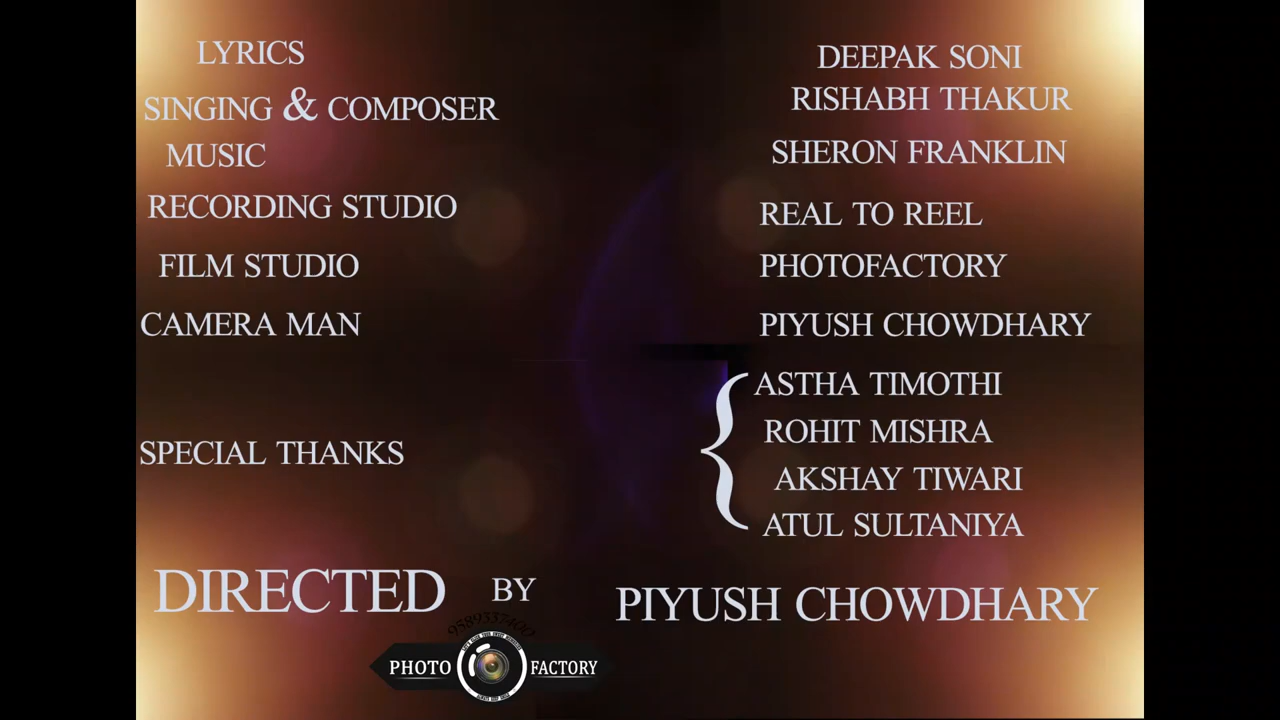 LYRICS DEEPAK SONI
SINGING & COMPOSER RISHABH THAKUR
MUSIC SHERON FRANKLIN
RECORDING STUDIO REAL TO REEL
FILM STUDIO PHOTOFACTORY
CAMERA MAN PIYUSH CHOWDHARY
SPECIAL THANKS { ASTHA TIMOTHI
ROHIT MISHRA
AKSHAY TIWARI
ATUL SULTANIYA
DIRECTED BY PIYUSH CHOWDHARY
9589337400
PHOTO FACTORY